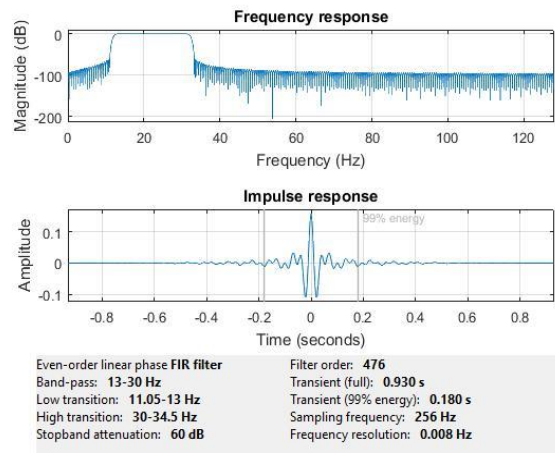 Frequency response
Magnitude (dB)
0
-100
-200
0 20 40 60 80 100 120
Frequency (Hz)
Impulse response
Amplitude
0.1
0
-0.1
99% energy
-0.8 -0.6 -0.4 -0.2 0 0.2 0.4 0.6 0.8
Time (seconds)
Even-order linear phase FIR filter
Band-pass: 13-30 Hz
Low transition: 11.05-13 Hz
High transition: 30-34.5 Hz
Stopband attenuation: 60 dB
Filter order: 476
Transient (full): 0.930 s
Transient (99% energy): 0.180 s
Sampling frequency: 256 Hz
Frequency resolution: 0.008 Hz